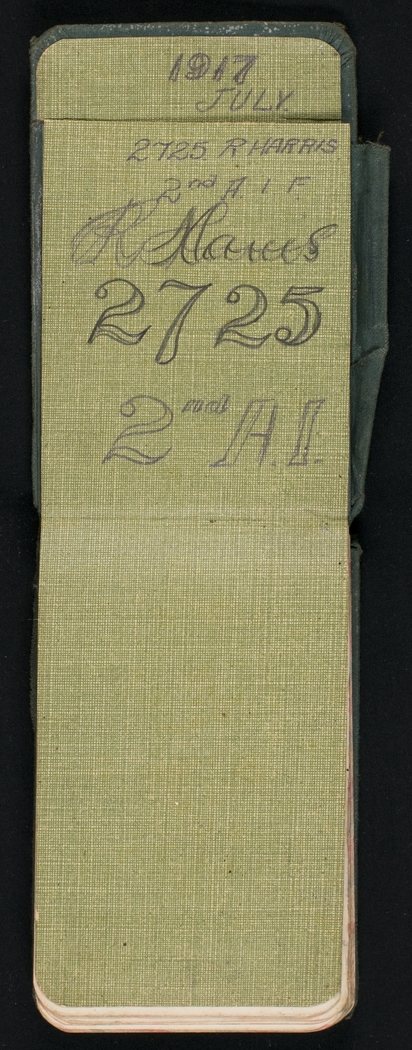 1917
JULY
2725 R HARRIS
2nd A. I F.
R Harris
2725
2nd A.I.